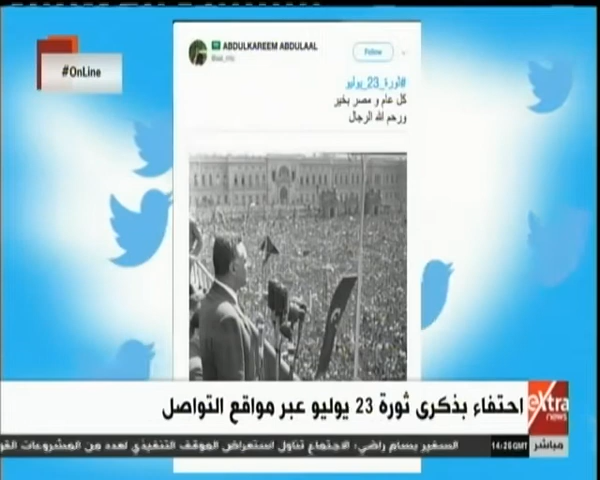 #OnLine
ABDULKAREEM ABDULAAL
Follow
#ثورة_23_يوليو
كل عام و مصر بخير
ورحم الله الرجال
احتفاء بذكرى ثورة 23 يوليو عبر مواقع التواصل
eXtra
news
السفير بسام راضي: الاجتماع تناول استعراض الموقف التنفيذي لعدد من المشروعات القو
14:26 GMT
مباشر